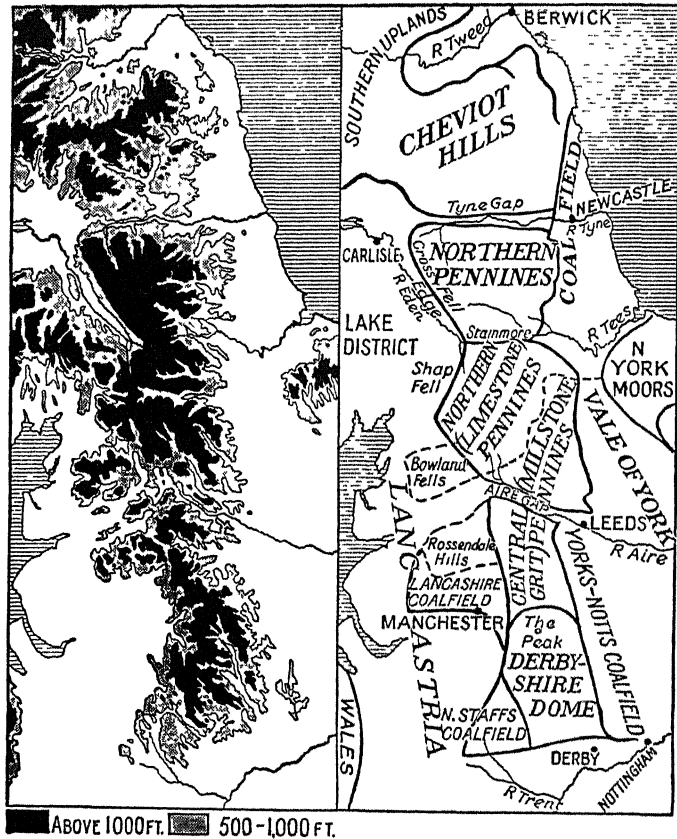 SOUTHERN UPLANDS
R Tweed
BERWICK
CHEVIOT
HILLS
COAL FIELD
Tyne Gap
NEWCASTLE
R Tyne
CARLISLE
Cross Fell
Edge
R Eden
NORTHERN
PENNINES
LAKE
DISTRICT
Stainmore
R Tees
Shap
Fell
NORTHERN
LIMESTONE
PENNINES
N
YORK
MOORS
MILLSTONE
PENNINES
VALE OF YORK
Bowland
Fells
AIRE GAP
LEEDS
R Aire
LANCASTRIA
CENTRAL
GRIT
Rossendale
Hills
LANCASHIRE
COALFIELD
YORKS-NOTTS COALFIELD
MANCHESTER
The
Peak
DERBY-
SHIRE
DOME
WALES
N. STAFFS
COALFIELD
DERBY
R Trent
NOTTINGHAM
ABOVE 1000FT. 500-1,000 FT.